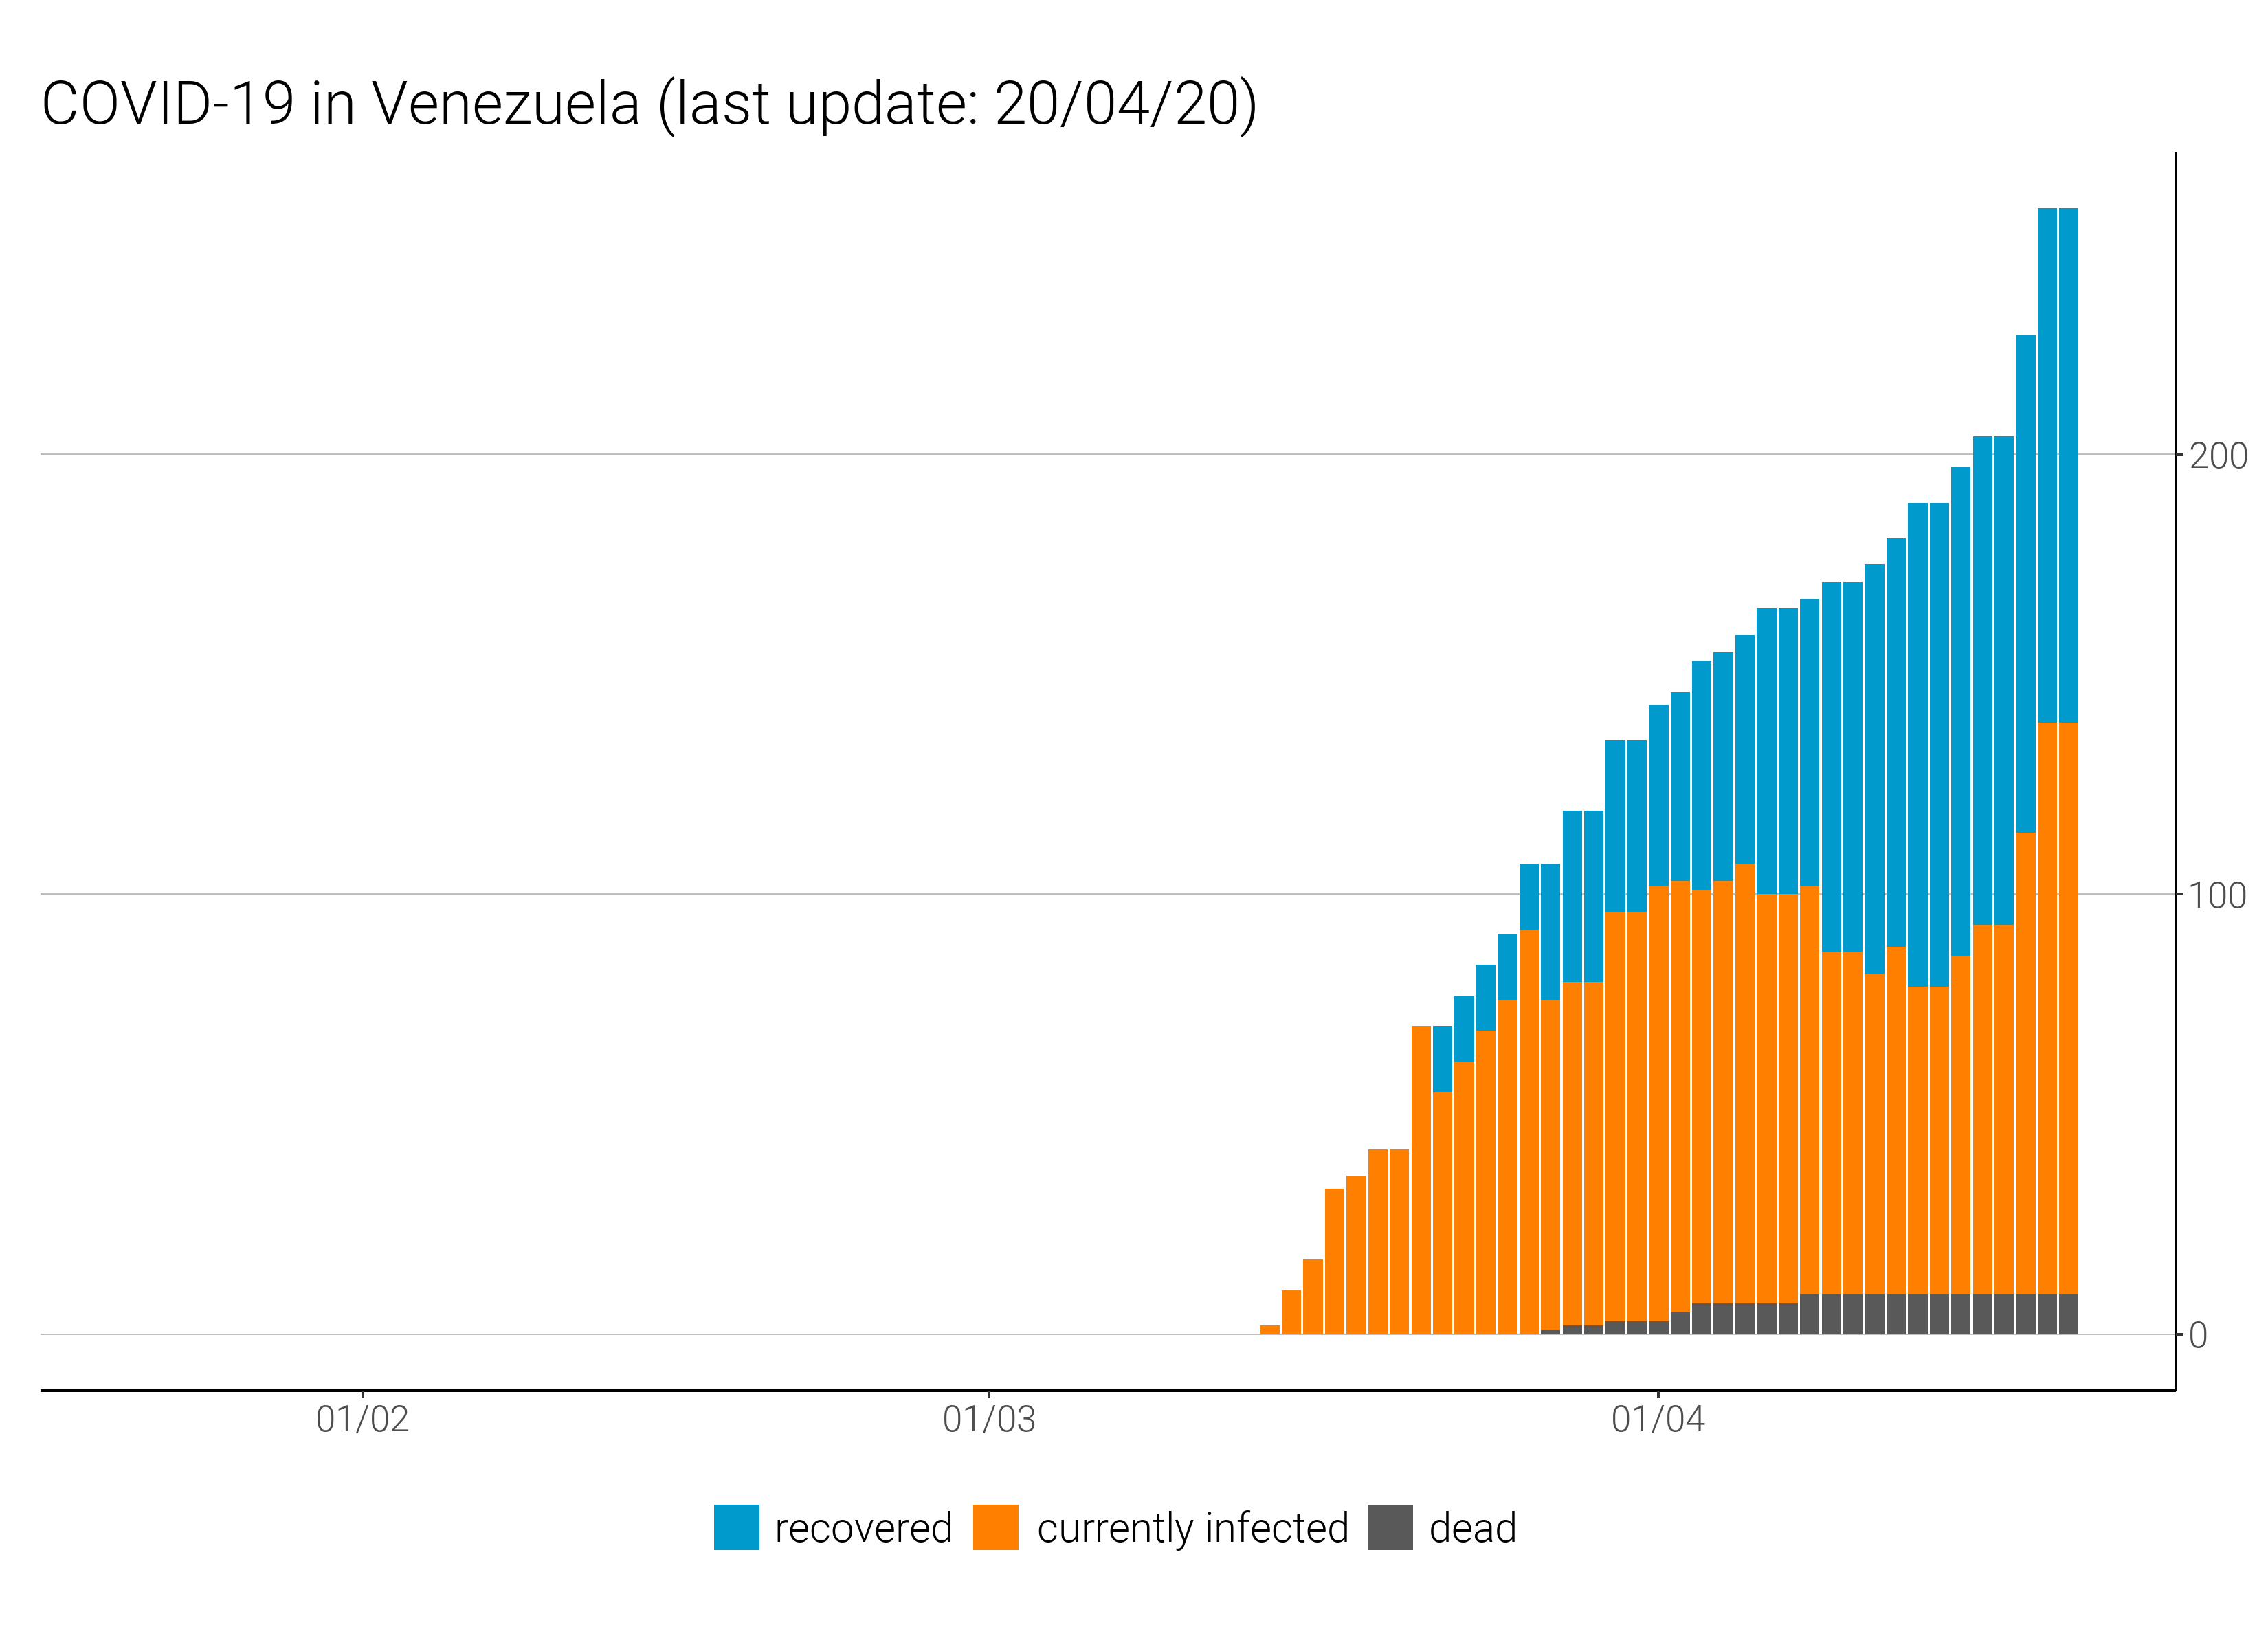 COVID-19 in Venezuela (last update: 20/04/20)
200
100
0
01/02 01/03 01/04
recovered currently infected dead